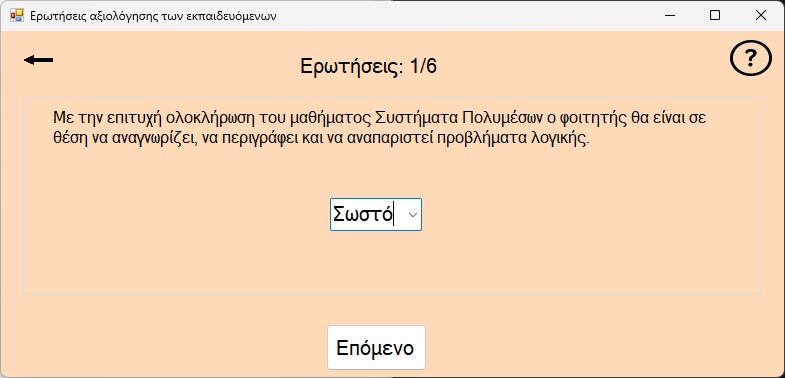 Ερωτήσεις αξιολόγησης των εκπαιδευόμενων
Ερωτήσεις: 1/6
?
Με την επιτυχή ολοκλήρωση του μαθήματος Συστήματα Πολυμέσων ο φοιτητής θα είναι σε
θέση να αναγνωρίζει, να περιγράφει και να αναπαριστεί προβλήματα λογικής.
Σωστό
Επόμενο